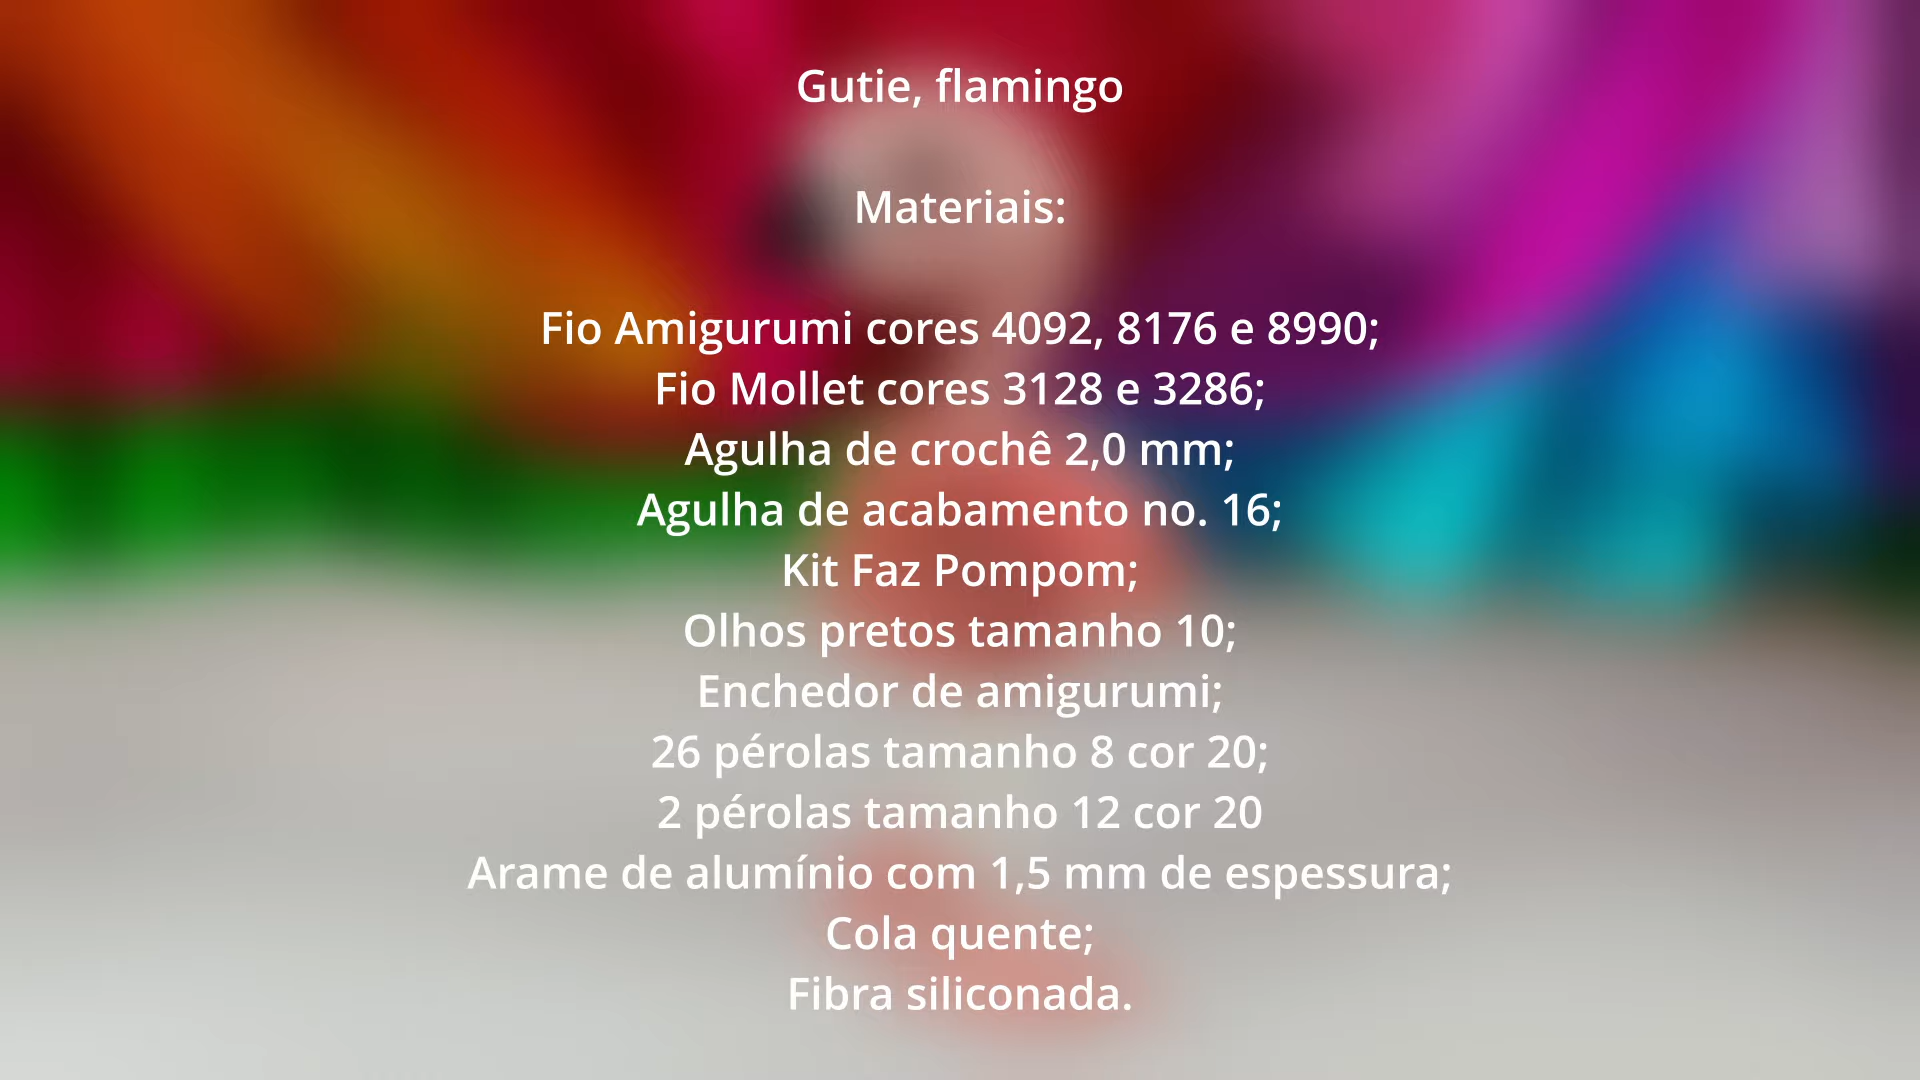 Gutie, flamingo
Materiais:
Fio Amigurumi cores 4092, 8176 e 8990;
Fio Mollet cores 3128 e 3286;
Agulha de crochê 2,0 mm;
Agulha de acabamento no. 16;
Kit Faz Pompom;
Olhos pretos tamanho 10;
Enchedor de amigurumi;
26 pérolas tamanho 8 cor 20;
2 pérolas tamanho 12 cor 20
Arame de alumínio com 1,5 mm de espessura;
Cola quente;
Fibra siliconada.